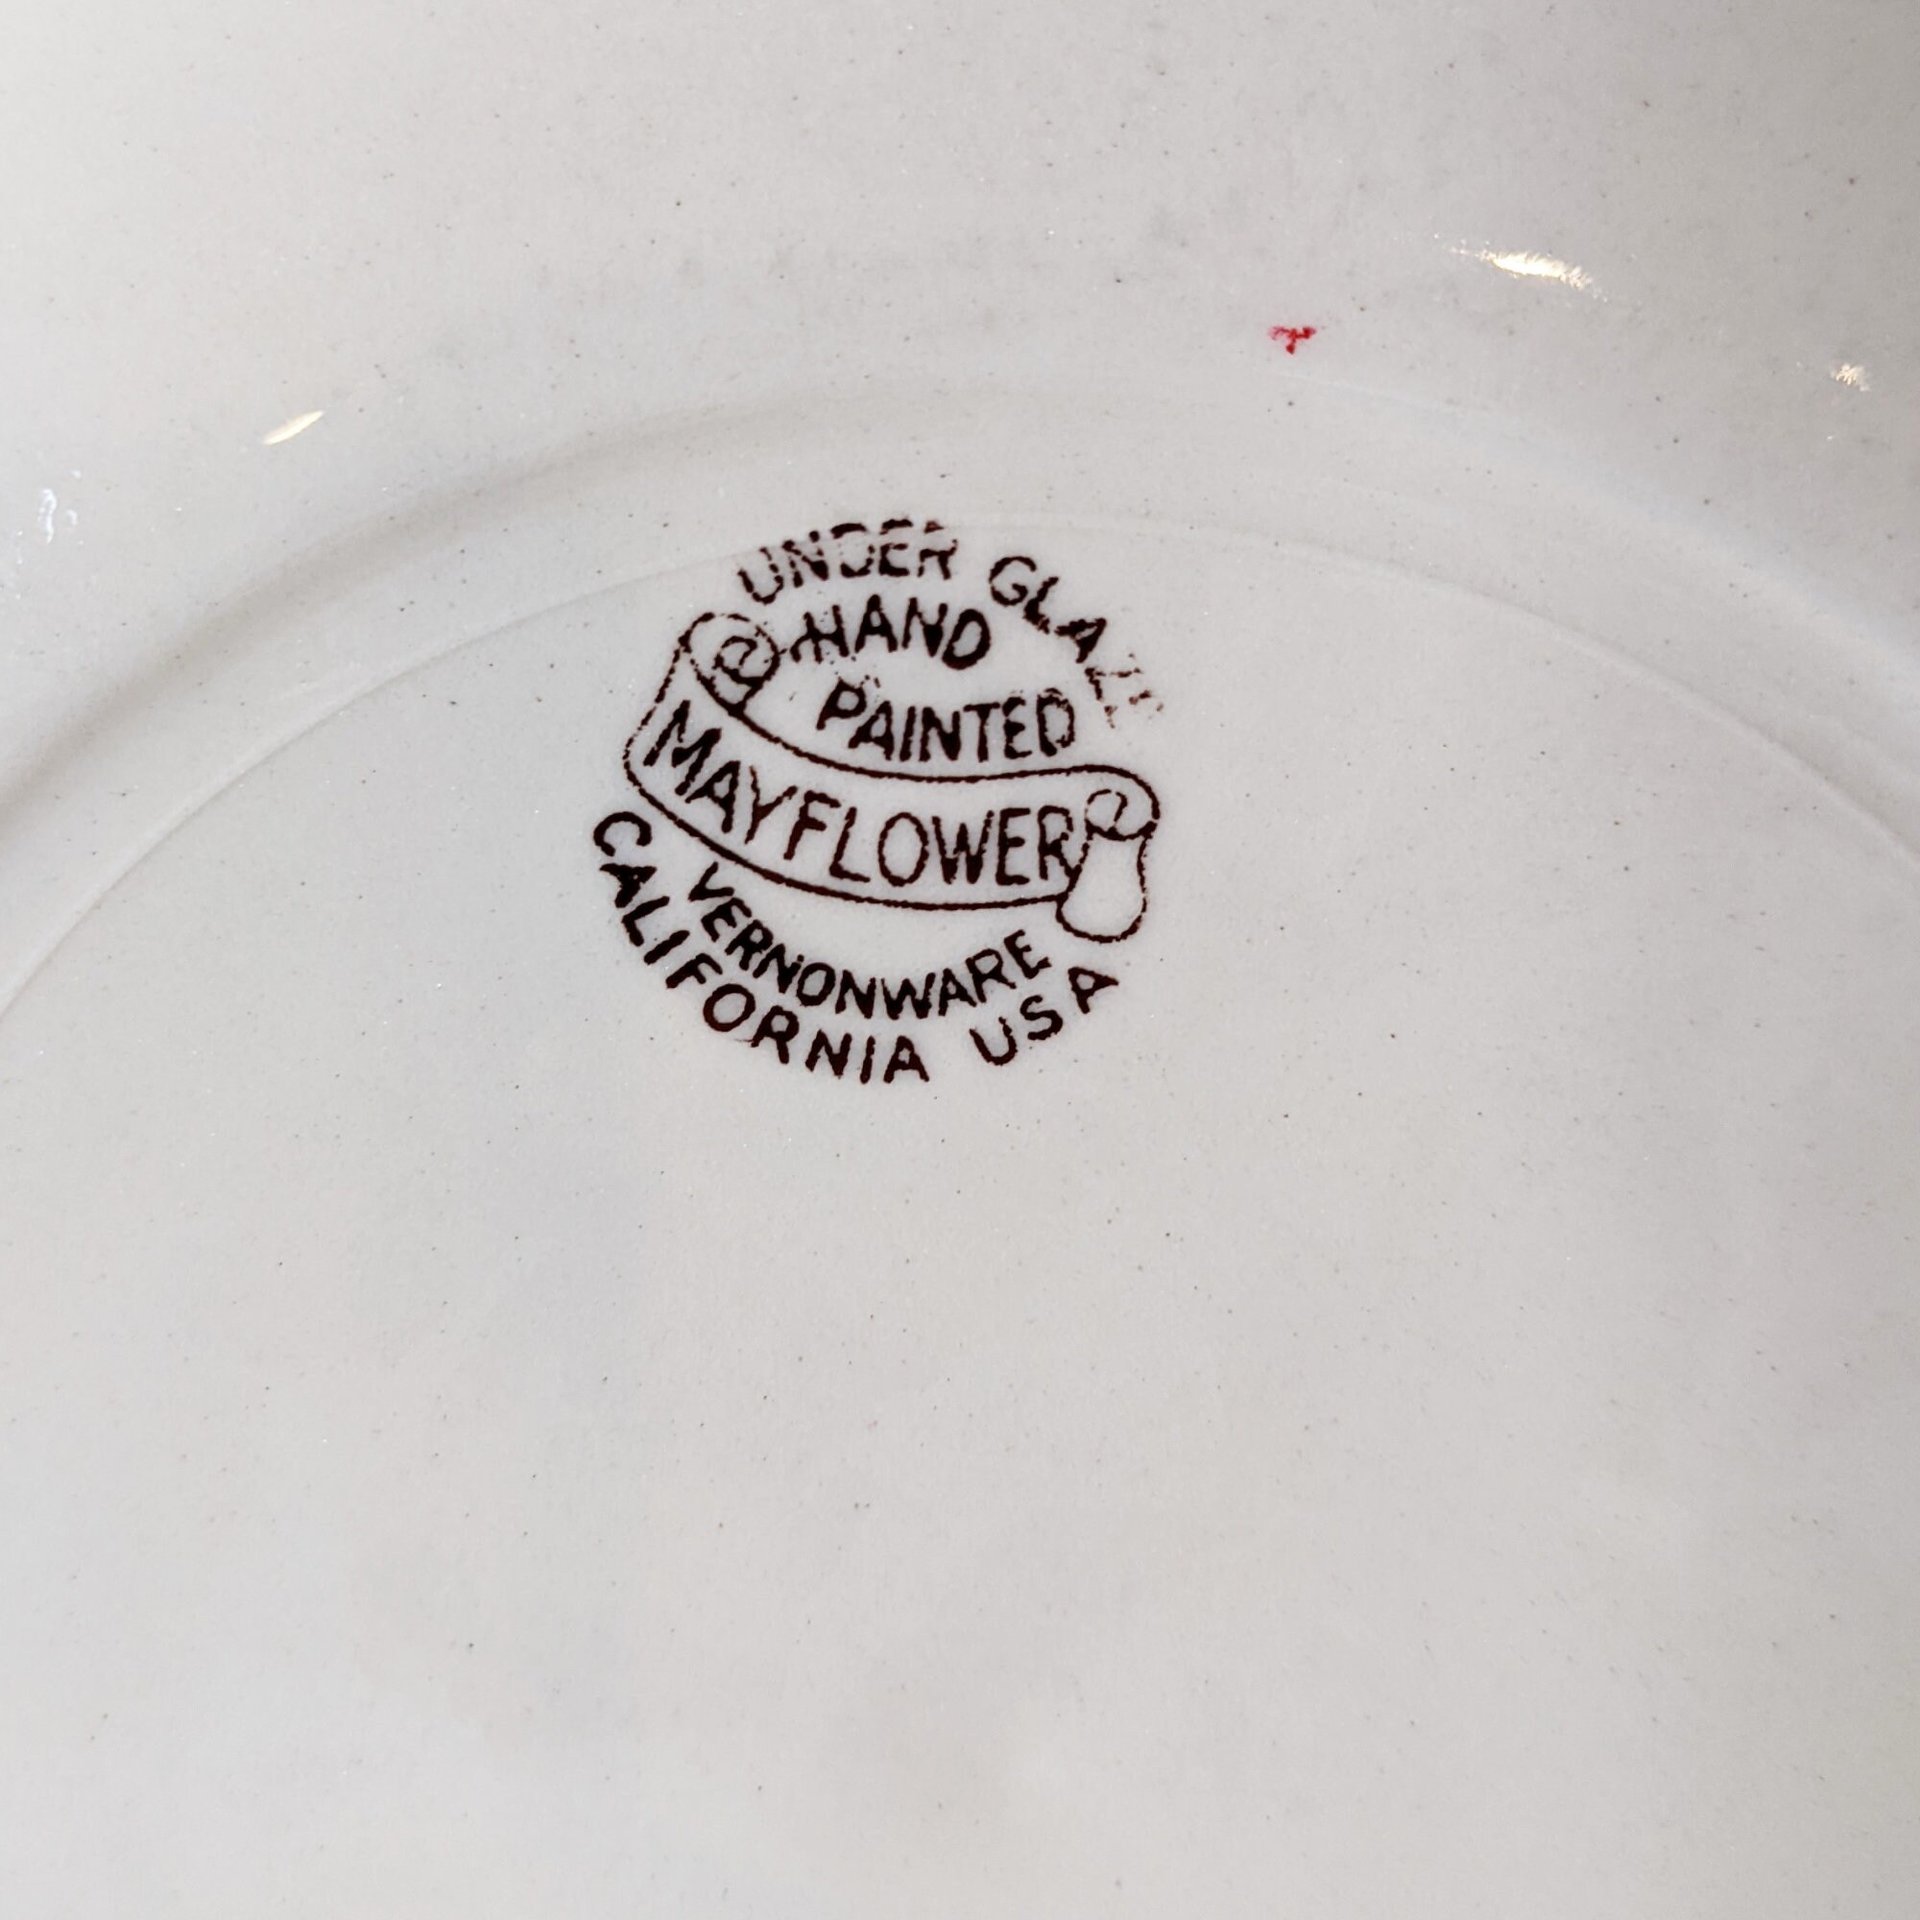 UNDER GLAZE
HAND
PAINTED
MAYFLOWER
VERNONWARE
CALIFORNIA USA